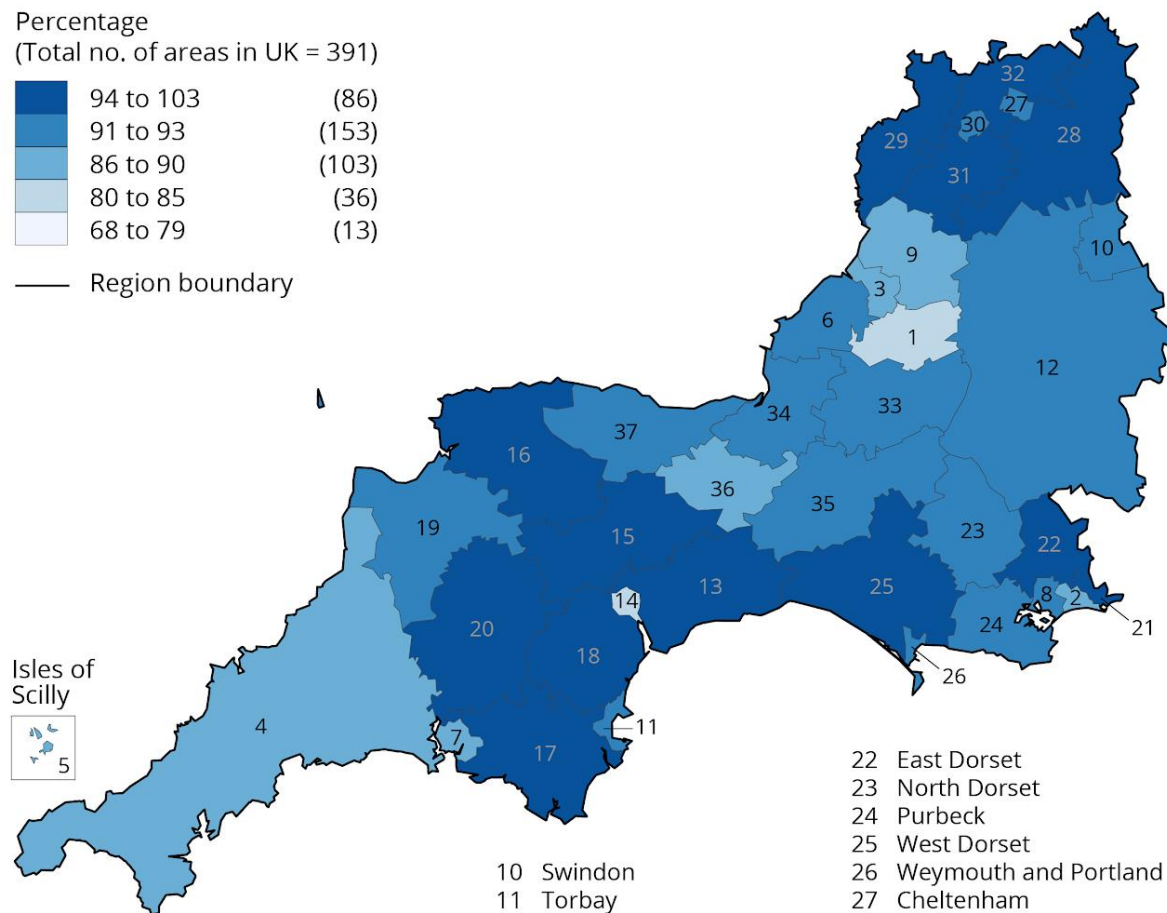 Percentage
(Total no. of areas in UK = 391)
94 to 103 (86)
91 to 93 (153)
86 to 90 (103)
80 to 85 (36)
68 to 79 (13)
Region boundary
32
27
30
29
28
31
9
10
3
6
1
12
34
33
37
16
36
35
19
23
15
22
13
25
14
8
2
20
24
21
18
26
Isles of
Scilly
5
4
7
11
17
10 Swindon
11 Torbay
22 East Dorset
23 North Dorset
24 Purbeck
25 West Dorset
26 Weymouth and Portland
27 Cheltenham